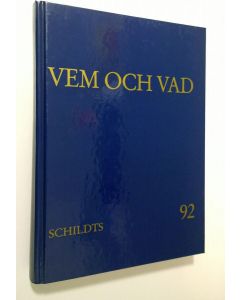 VEM OCH VAD
SCHILDTS
92